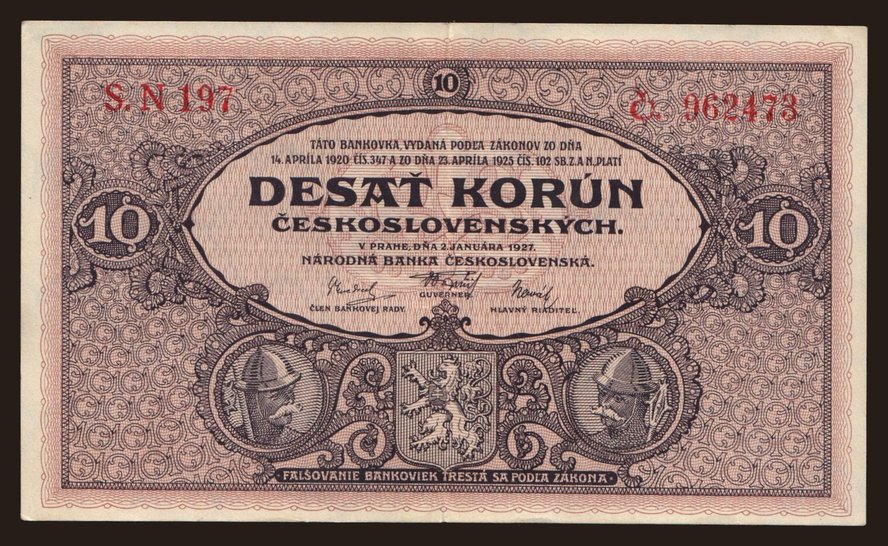 10
S. N 197
Čs. 962473
TÁTO BANKOVKA, VYDANÁ PODĽA ZÁKONOV ZO DŇA
14. APRÍLA 1920 ČÍS. 347 A ZO DŇA 23. APRÍLA 1925 ČÍS. 102 SB. Z. A N., PLATÍ
DESAŤ KORÚN
ČESKOSLOVENSKÝCH.
10
10
V PRAHE, DŇA 2. JANUÁRA 1927.
NÁRODNÁ BANKA ČESKOSLOVENSKÁ.
ČLEN BANKOVEJ RADY.
GUVERNER.
HLAVNÝ RIADITEL.
FALŠOVANIE BANKOVIEK TRESTÁ SA PODĽA ZÁKONA